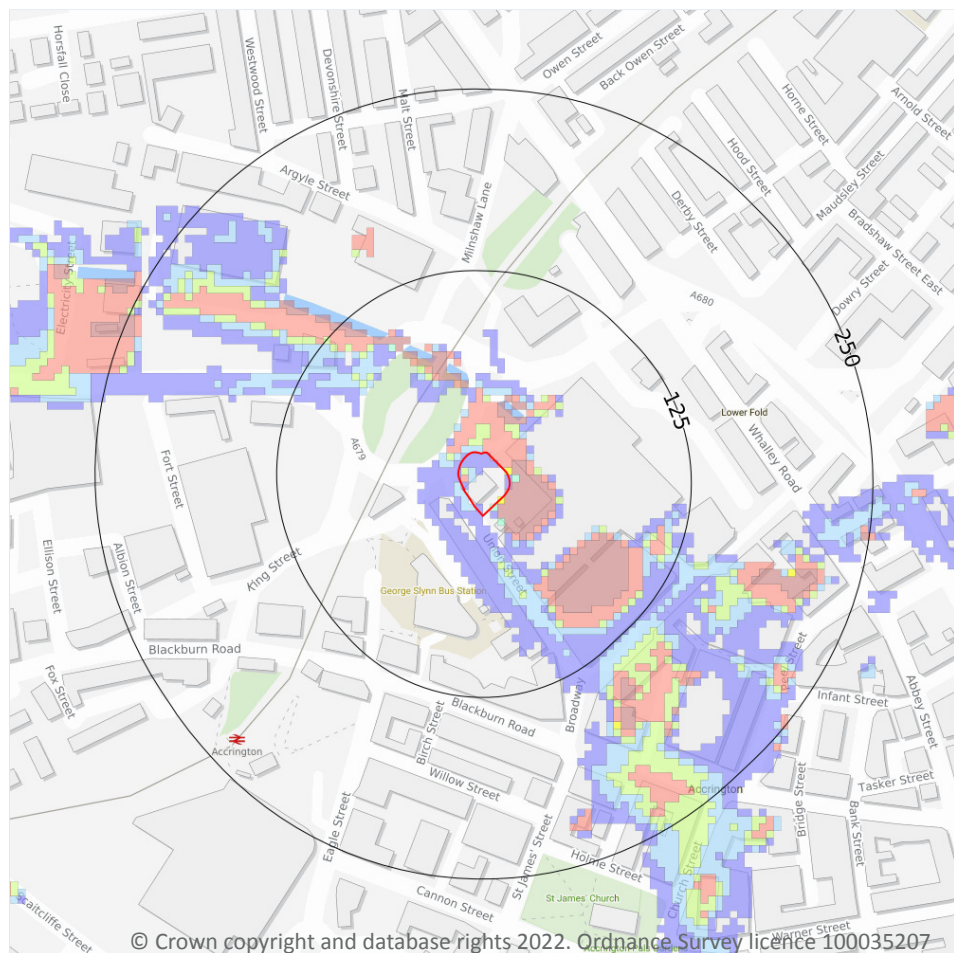 Horsfall Close
Westwood Street
Devonshire Street
Malt Street
Owen Street
Back Owen Street
Horne Street
Arnold Street
Hood Street
Maudsley Street
Argyle Street
Milnshaw Lane
Derby Street
Bradshaw Street East
Dowry Street
Electricity Street
A680
250
125
Lower Fold
Whalley Road
A679
Fort Street
King Street
Union Street
Ellison Street
Albion Street
George Slynn Bus Station
Blackburn Road
Peel Street
Fox Street
Broadway
Infant Street
Abbey Street
Blackburn Road
Birch Street
Accrington
Willow Street
Accrington
Tasker Street
Bridge Street
Bank Street
Eagle Street
St James' Street
Holme Street
Cannon Street
St James' Church
Church Street
Scaitcliffe Street
Warner Street
© Crown copyright and database rights 2022. Ordnance Survey licence 100035207